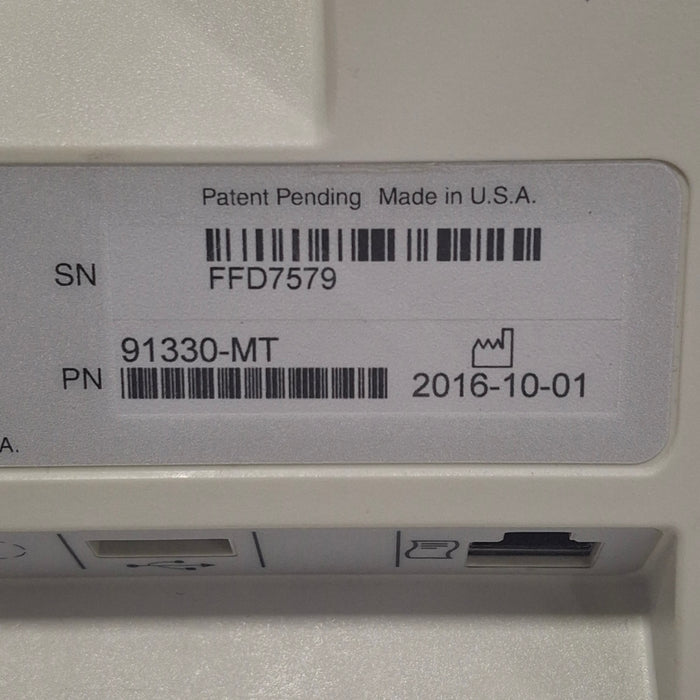 Patent Pending Made in U.S.A.
SN
FFD7579
91330-MT
PN
2016-10-01
A.